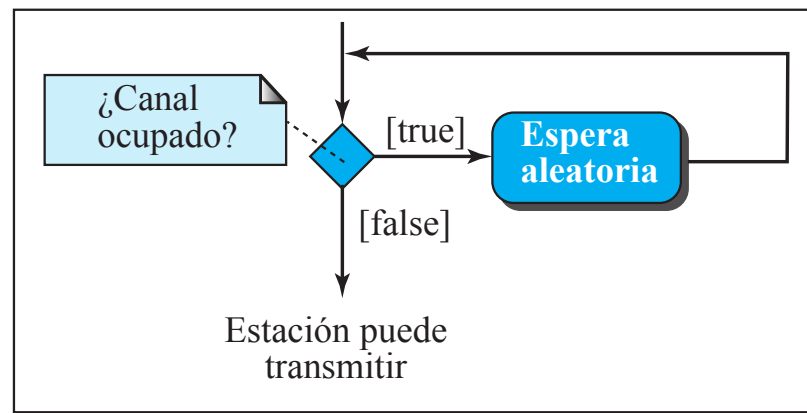 ¿Canal
ocupado?
[true]
Espera
aleatoria
[false]
Estación puede
transmitir